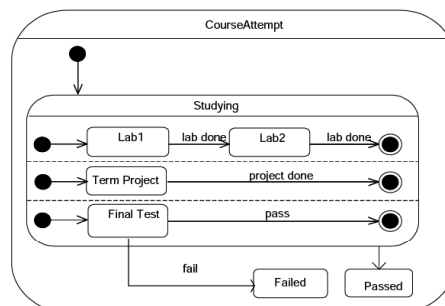 CourseAttempt
Studying
Lab1 lab done Lab2 lab done
Term Project project done
Final Test pass
fail
Failed Passed